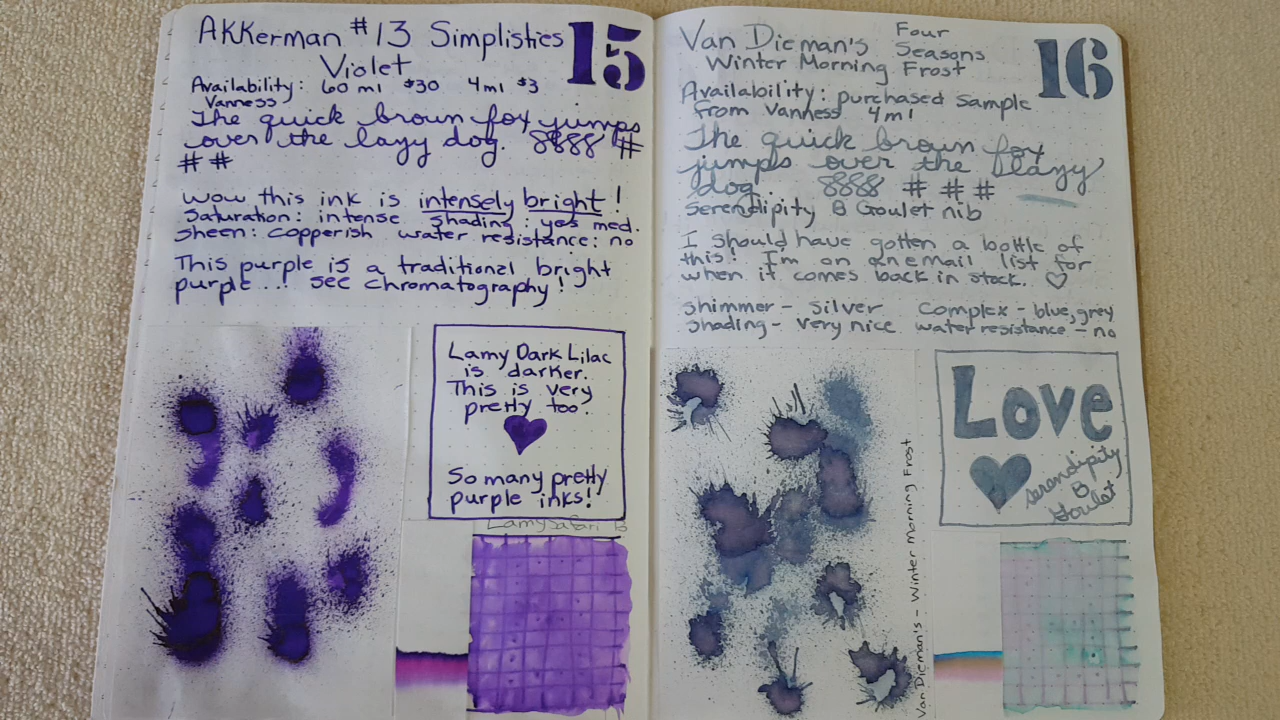 AKKerman #13 Simplisties
Violet
15
Availability: 60 ml $30 4ml $3
Vanness
The quick brown fox jumps
over the lazy dog. 8888 #
# #
Wow this ink is intensely bright!
Saturation: intense shading: yes med.
Sheen: copperish water resistance: no
This purple is a traditional bright
purple..! See Chromatography!
Lamy Dark Lilac
is darker.
This is very
pretty too.
So many pretty
purple inks!
Lamy Safari B
Van Dieman's Four
Seasons
Winter Morning Frost
16
Availability: purchased Sample
from Vanness 4ml
The quick brown fox
jumps over the lazy
dog. 8888 # # #
Serendipity B Goulet nib
I should have gotten a bottle of
this! I'm on an email list for
when it comes back in stock. ♡
Shimmer - Silver Complex - blue, grey
Shading - very nice water resistance - no
Love
Serendipity
B
Goulet
Van Dieman's - Winter Morning Frost